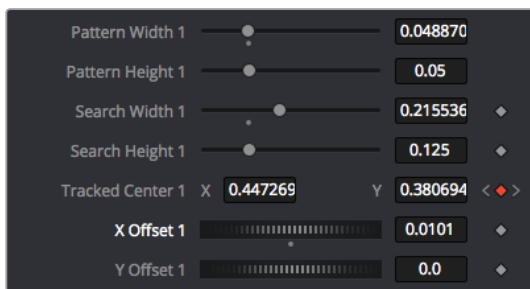 Pattern Width 1 0.048870
Pattern Height 1 0.05
Search Width 1 0.215536
Search Height 1 0.125
Tracked Center 1 X 0.447269 Y 0.380694
X Offset 1 0.0101
Y Offset 1 0.0